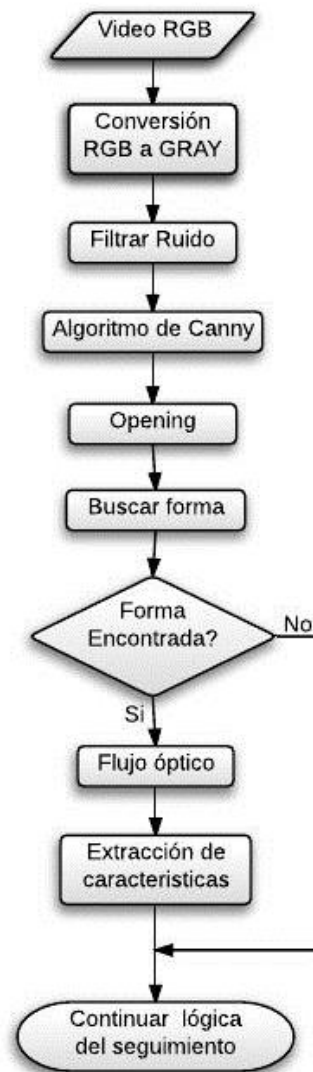 Video RGB
Conversión
RGB a GRAY
Filtrar Ruido
Algoritmo de Canny
Opening
Buscar forma
Forma
Encontrada?
No
Si
Flujo óptico
Extracción de
caracteristicas
Continuar lógica
del seguimiento